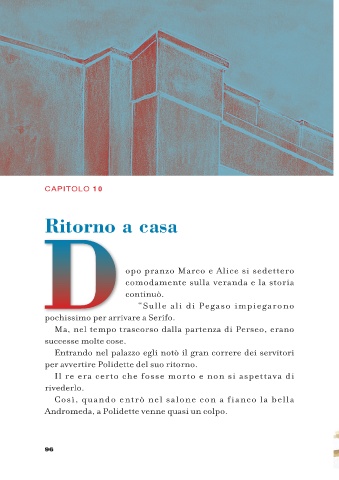 CAPITOLO 10
Ritorno a casa
Dopo pranzo Marco e Alice si sedettero
comodamente sulla veranda e la storia
continuò.
"Sulle ali di Pegaso impiegarono
pochissimo per arrivare a Serifo.
Ma, nel tempo trascorso dalla partenza di Perseo, erano
successe molte cose.
Entrando nel palazzo egli notò il gran correre dei servitori
per avvertire Polidette del suo ritorno.
Il re era certo che fosse morto e non si aspettava di
rivederlo.
Così, quando entrò nel salone con a fianco la bella
Andromeda, a Polidette venne quasi un colpo.
96